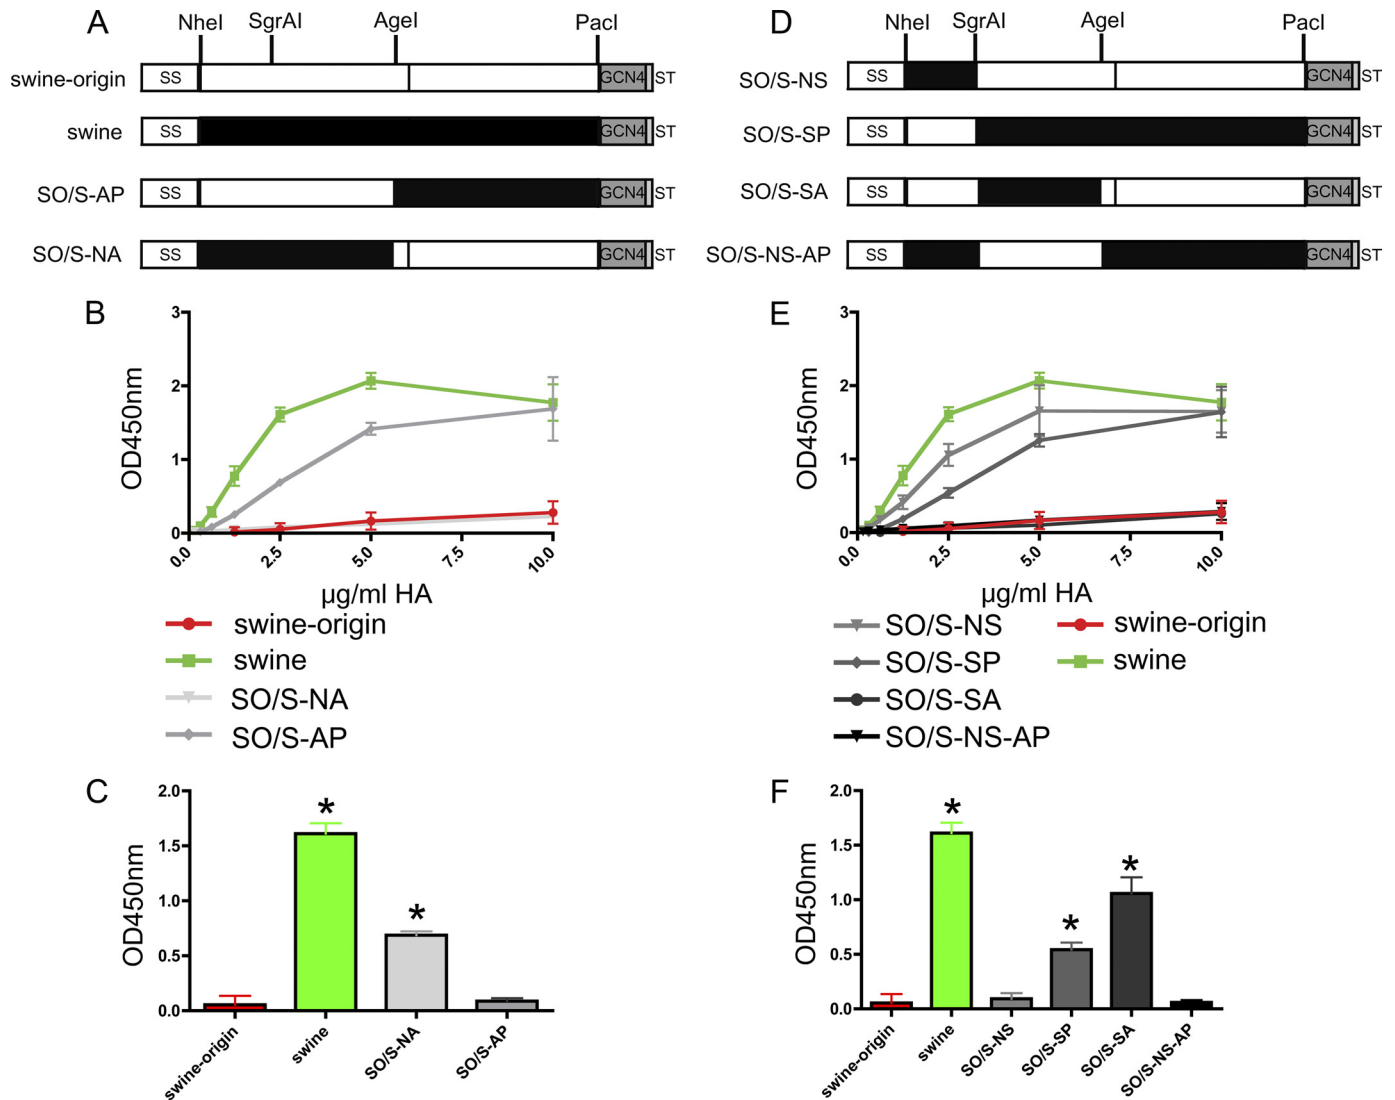 A
NheI SgrAI AgeI PacI
swine-origin SS GCN4 ST
swine SS GCN4 ST
SO/S-AP SS GCN4 ST
SO/S-NA SS GCN4 ST
B
OD450nm
3
2
1
0
0.0 2.5 5.0 7.5 10.0
µg/ml HA
swine-origin
swine
SO/S-NA
SO/S-AP
C
OD450nm
2.0
1.5
1.0
0.5
0.0
* *
swine-origin swine SO/S-NA SO/S-AP
D
NheI SgrAI AgeI PacI
SO/S-NS SS GCN4 ST
SO/S-SP SS GCN4 ST
SO/S-SA SS GCN4 ST
SO/S-NS-AP SS GCN4 ST
E
OD450nm
3
2
1
0
0.0 2.5 5.0 7.5 10.0
µg/ml HA
SO/S-NS swine-origin
SO/S-SP swine
SO/S-SA
SO/S-NS-AP
F
OD450nm
2.0
1.5
1.0
0.5
0.0
* * *
swine-origin swine SO/S-NS SO/S-SP SO/S-SA SO/S-NS-AP